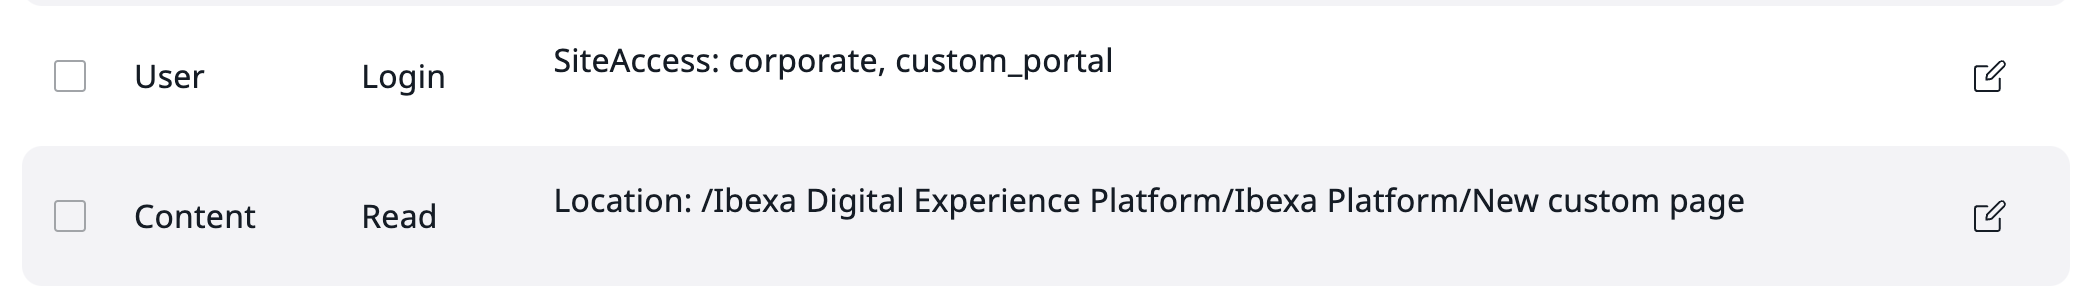 User Login SiteAccess: corporate, custom_portal
Content Read Location: /Ibexa Digital Experience Platform/Ibexa Platform/New custom page